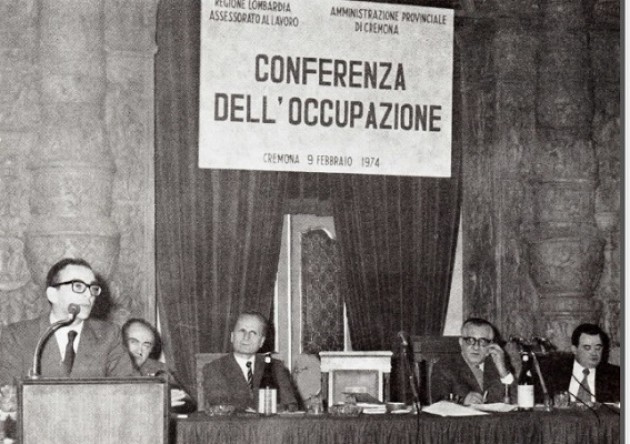 REGIONE LOMBARDIA
ASSESSORATO AL LAVORO
AMMINISTRAZIONE PROVINCIALE
DI CREMONA
CONFERENZA
DELL'OCCUPAZIONE
CREMONA 9 FEBBRAIO 1974